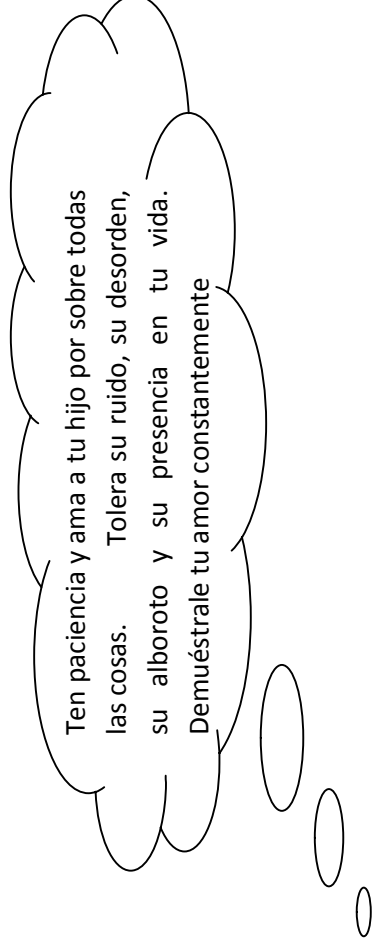 Ten paciencia y ama a tu hijo por sobre todas
las cosas. Tolera su ruido, su desorden,
su alboroto y su presencia en tu vida.
Demuéstrale tu amor constantemente